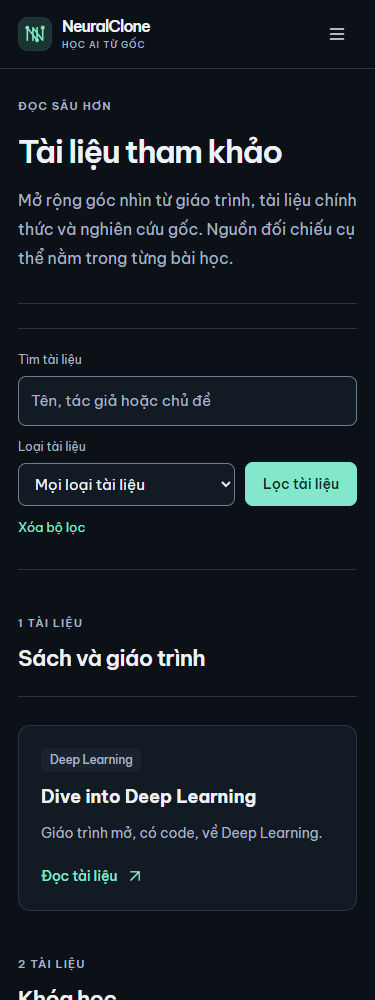 NeuralClone
HỌC AI TỪ GỐC
ĐỌC SÂU HƠN
Tài liệu tham khảo
Mở rộng góc nhìn từ giáo trình, tài liệu chính
thức và nghiên cứu gốc. Nguồn đối chiếu cụ
thể nằm trong từng bài học.
Tìm tài liệu
Tên, tác giả hoặc chủ đề
Loại tài liệu
Mọi loại tài liệu
Lọc tài liệu
Xóa bộ lọc
1 TÀI LIỆU
Sách và giáo trình
Deep Learning
Dive into Deep Learning
Giáo trình mở, có code, về Deep Learning.
Đọc tài liệu
2 TÀI LIỆU
Khóa học